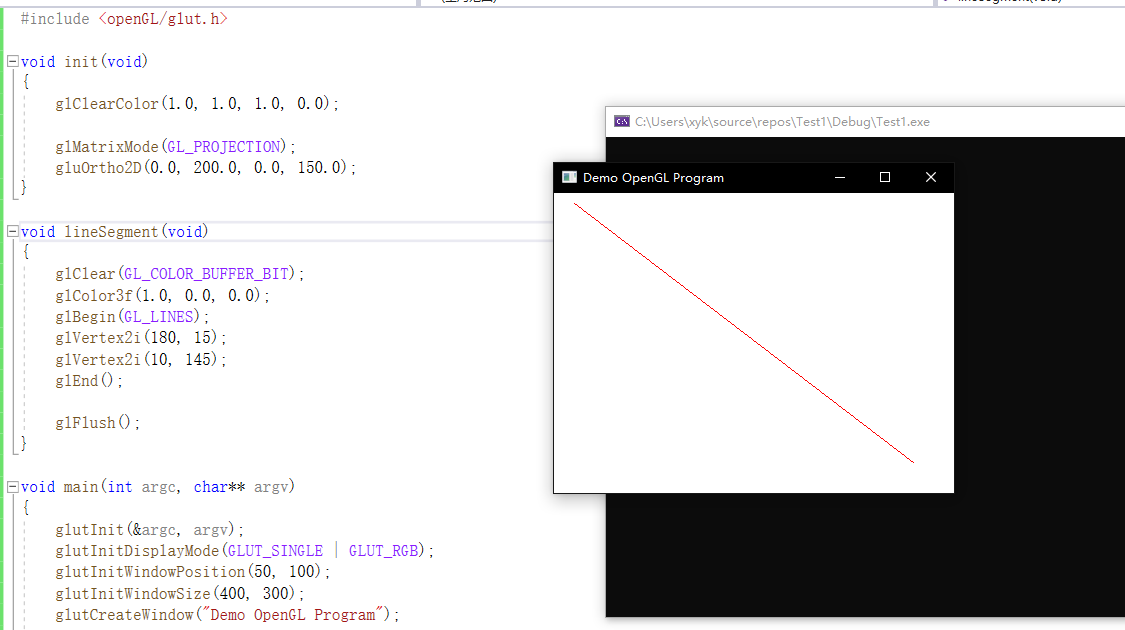 #include <openGL/glut.h>
void init(void)
{
glClearColor(1.0, 1.0, 1.0, 0.0);
glMatrixMode(GL_PROJECTION);
gluOrtho2D(0.0, 200.0, 0.0, 150.0);
}
void lineSegment(void)
{
glClear(GL_COLOR_BUFFER_BIT);
glColor3f(1.0, 0.0, 0.0);
glBegin(GL_LINES);
glVertex2i(180, 15);
glVertex2i(10, 145);
glEnd();
glFlush();
}
void main(int argc, char** argv)
{
glutInit(&argc, argv);
glutInitDisplayMode(GLUT_SINGLE | GLUT_RGB);
glutInitWindowPosition(50, 100);
glutInitWindowSize(400, 300);
glutCreateWindow("Demo OpenGL Program");
C:\Users\xyk\source\repos\Test1\Debug\Test1.exe
Demo OpenGL Program